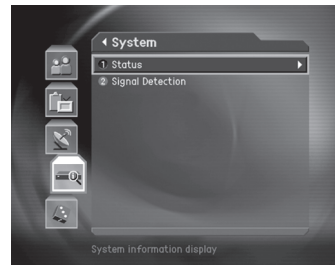 System
1 Status
2 Signal Detection
System information display